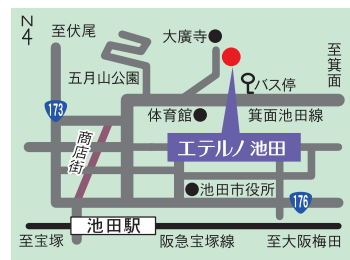 N
4
至伏尾
大廣寺
至箕面
五月山公園
バス停
173
体育館
箕面池田線
商店街
エテルノ 池田
池田市役所
176
池田駅
至宝塚
阪急宝塚線
至大阪梅田